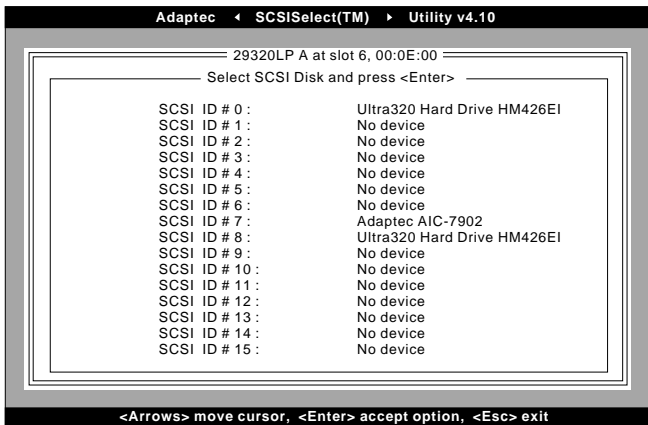 Adaptec ◂ SCSISelect(TM) ▸ Utility v4.10
29320LP A at slot 6, 00:0E:00
Select SCSI Disk and press <Enter>
SCSI ID # 0 : Ultra320 Hard Drive HM426EI
SCSI ID # 1 : No device
SCSI ID # 2 : No device
SCSI ID # 3 : No device
SCSI ID # 4 : No device
SCSI ID # 5 : No device
SCSI ID # 6 : No device
SCSI ID # 7 : Adaptec AIC-7902
SCSI ID # 8 : Ultra320 Hard Drive HM426EI
SCSI ID # 9 : No device
SCSI ID # 10 : No device
SCSI ID # 11 : No device
SCSI ID # 12 : No device
SCSI ID # 13 : No device
SCSI ID # 14 : No device
SCSI ID # 15 : No device
<Arrows> move cursor, <Enter> accept option, <Esc> exit